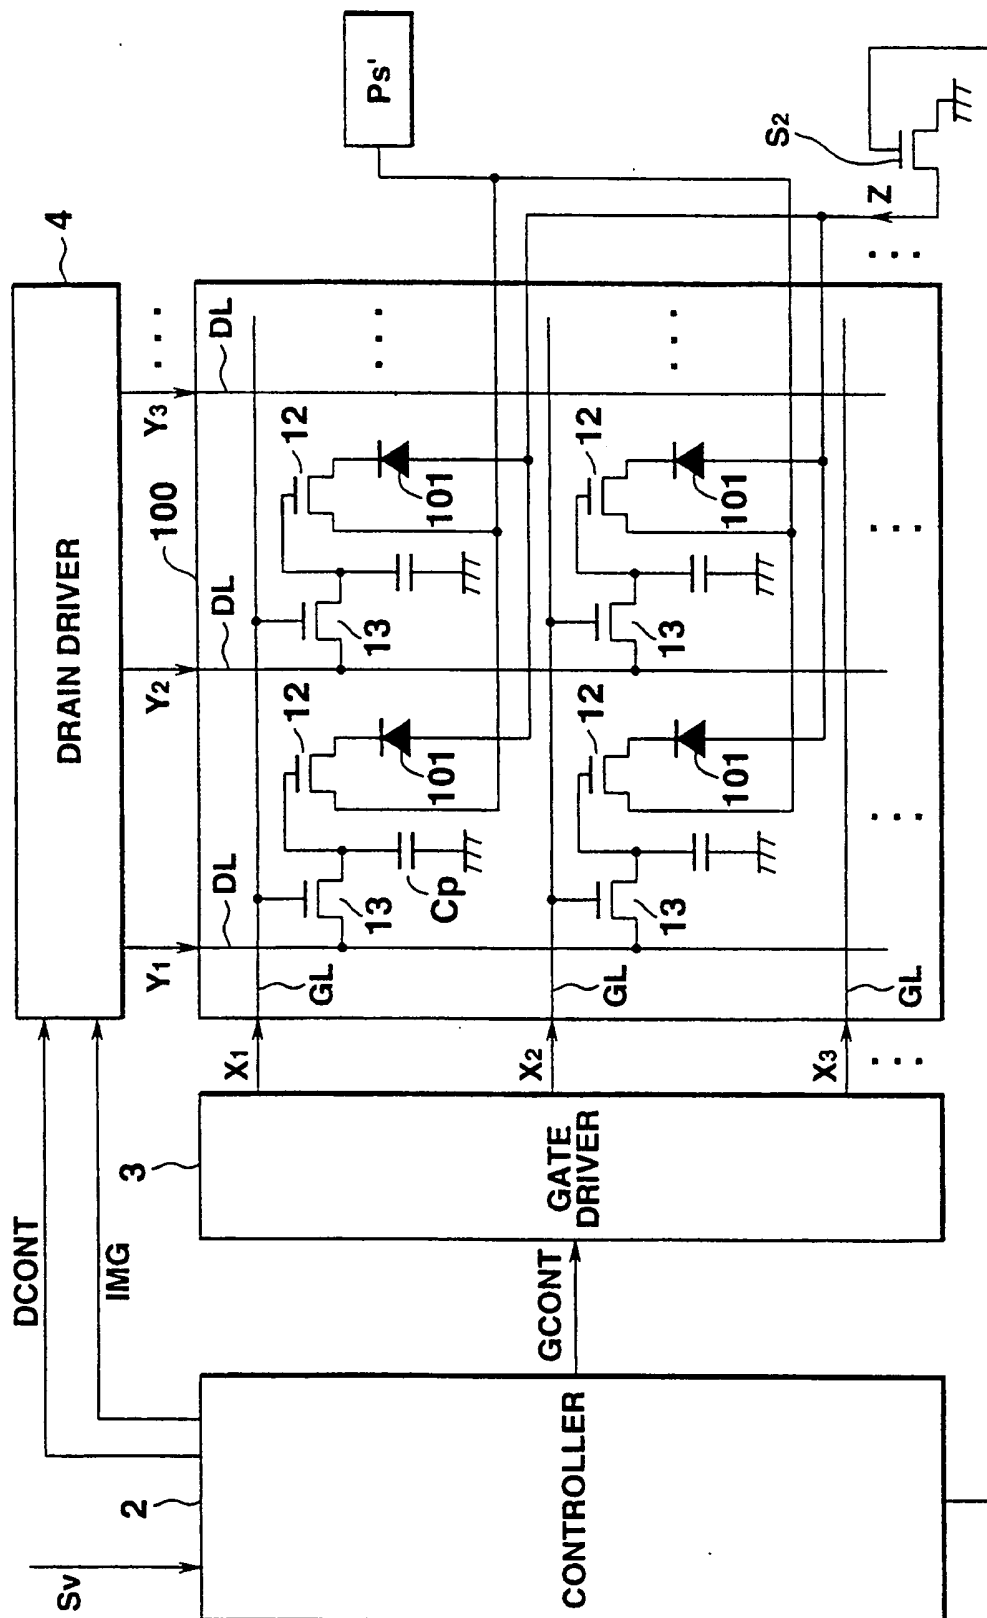 Sv
2
CONTROLLER
DCONT
IMG
GCONT
3
GATE
DRIVER
DRAIN DRIVER
4
X1
X2
X3
...
Y1
Y2
Y3
...
100
DL
DL
DL
GL
GL
GL
13
Cp
12
101
13
12
101
...
13
12
101
13
12
101
...
...
...
...
Ps'
S2
Z